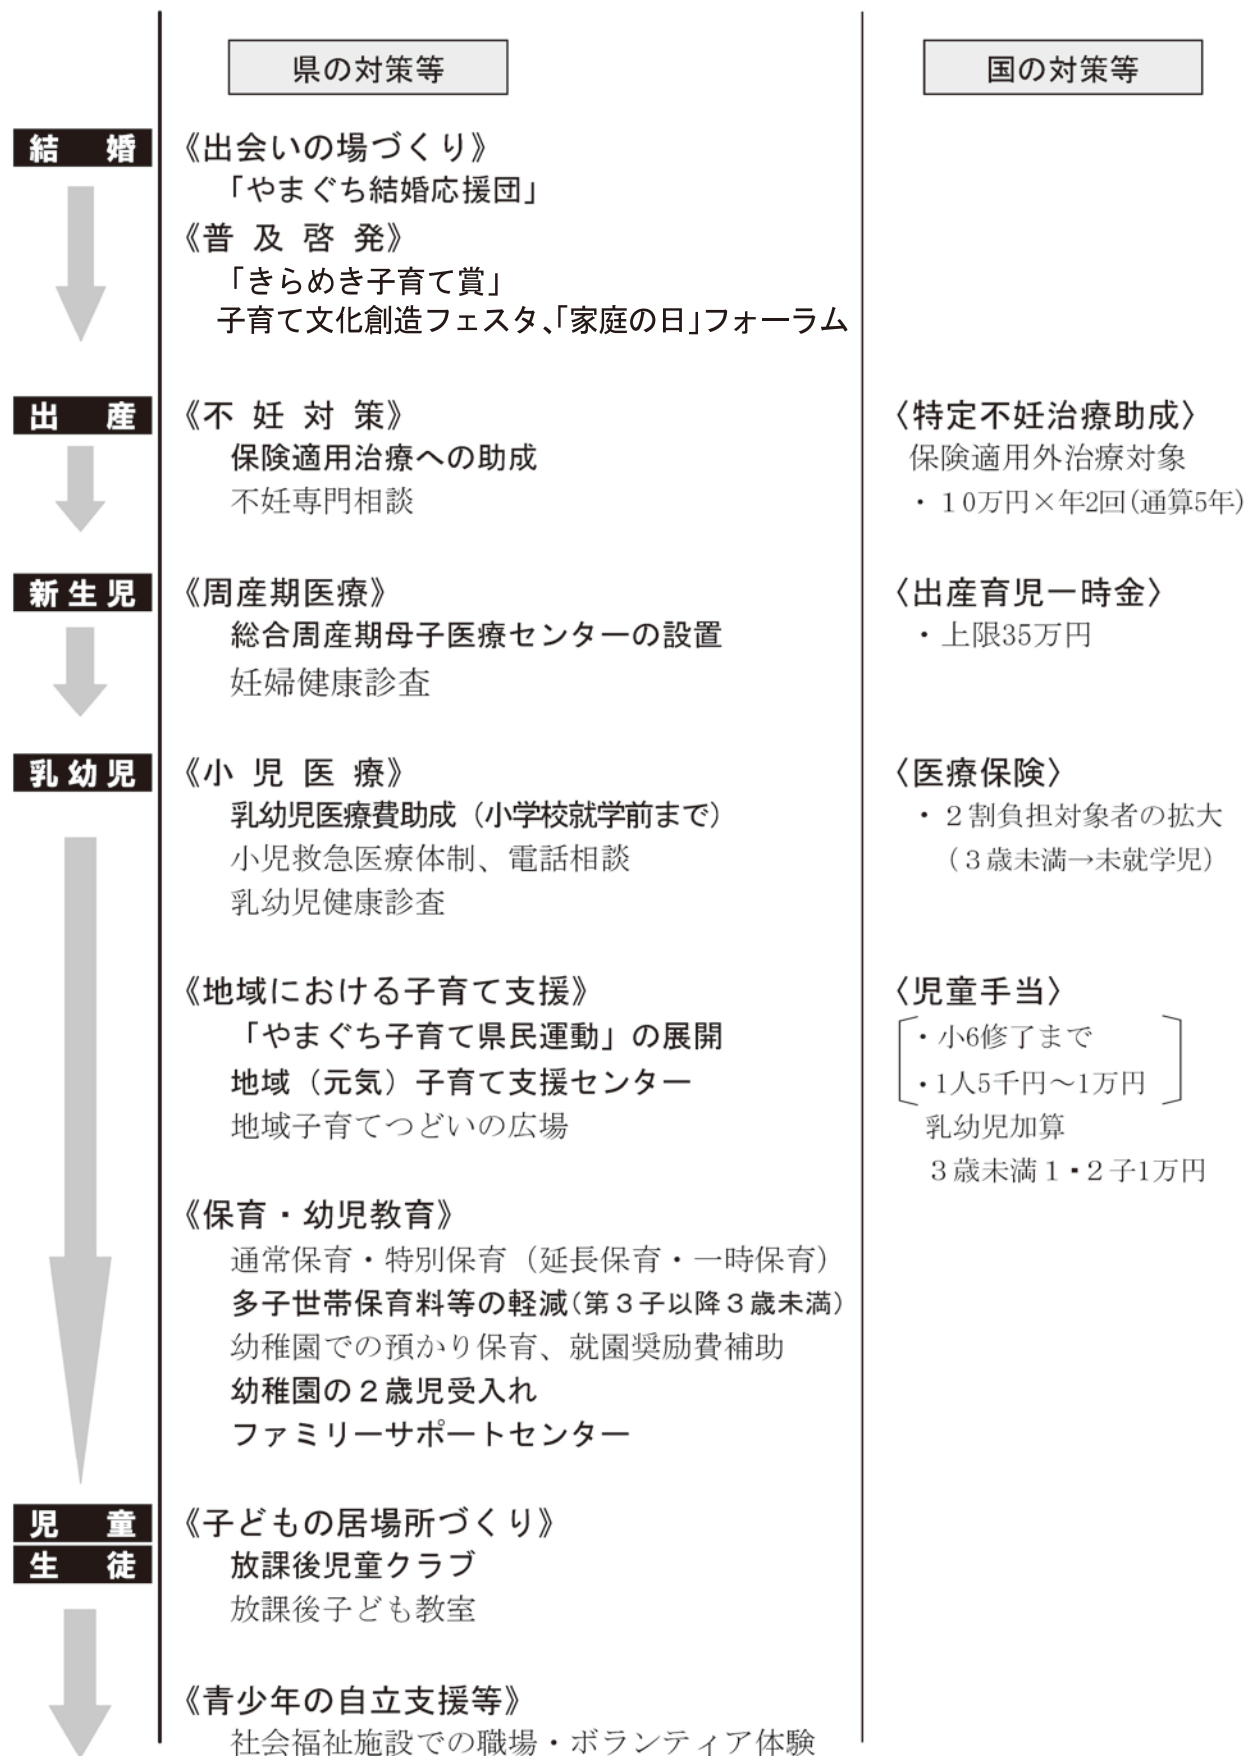 県の対策等
国の対策等
結婚
《出会いの場づくり》
「やまぐち結婚応援団」
《普及啓発》
「きらめき子育て賞」
子育て文化創造フェスタ、「家庭の日」フォーラム
出産
《不妊対策》
保険適用治療への助成
不妊専門相談
〈特定不妊治療助成〉
保険適用外治療対象
・10万円×年2回(通算5年)
新生児
《周産期医療》
総合周産期母子医療センターの設置
妊婦健康診査
〈出産育児一時金〉
・上限35万円
乳幼児
《小児医療》
乳幼児医療費助成（小学校就学前まで）
小児救急医療体制、電話相談
乳幼児健康診査
〈医療保険〉
・２割負担対象者の拡大
（３歳未満→未就学児）
《地域における子育て支援》
「やまぐち子育て県民運動」の展開
地域（元気）子育て支援センター
地域子育てつどいの広場
〈児童手当〉
・小6修了まで
・1人5千円～1万円
乳幼児加算
３歳未満１・２子1万円
《保育・幼児教育》
通常保育・特別保育（延長保育・一時保育）
多子世帯保育料等の軽減（第３子以降３歳未満）
幼稚園での預かり保育、就園奨励費補助
幼稚園の２歳児受入れ
ファミリーサポートセンター
児童
生徒
《子どもの居場所づくり》
放課後児童クラブ
放課後子ども教室
《青少年の自立支援等》
社会福祉施設での職場・ボランティア体験